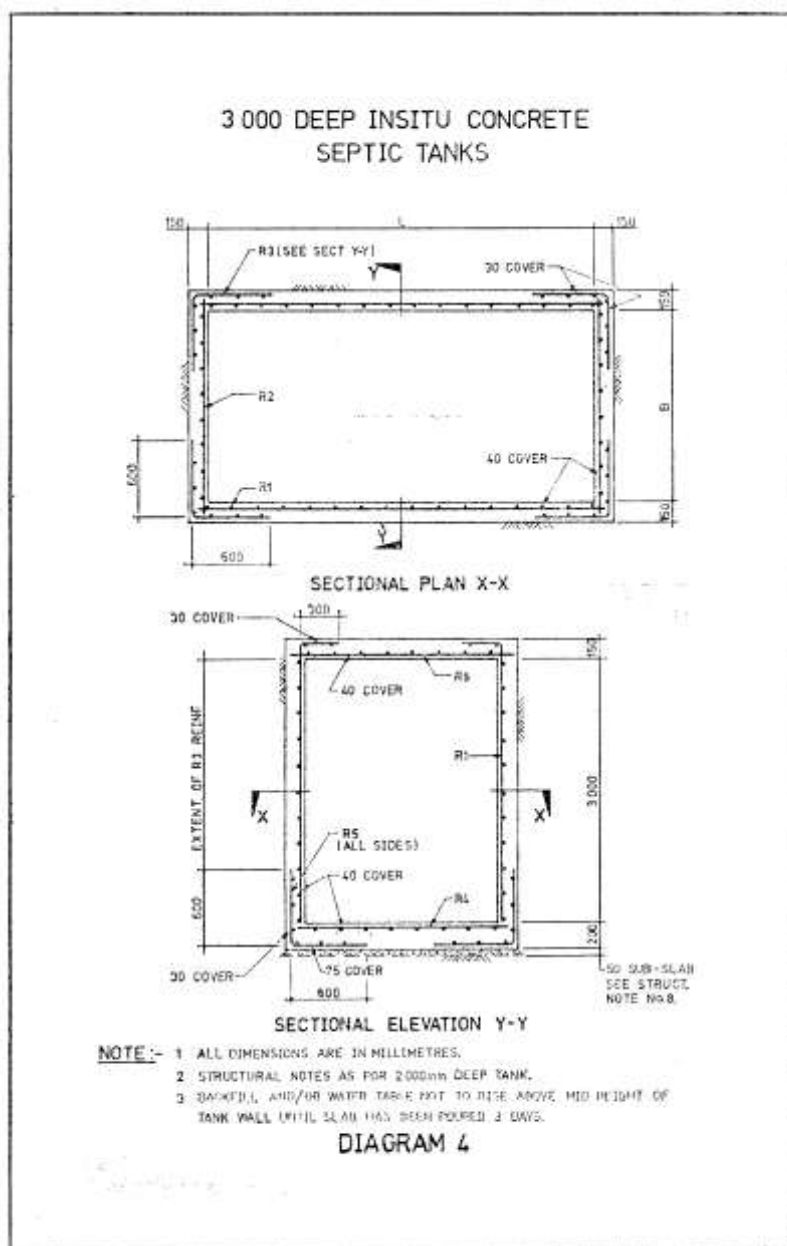 3 000 DEEP INSITU CONCRETE
SEPTIC TANKS
150
L
150
R3 (SEE SECT Y-Y)
Y
30 COVER
150
R2
B
600
40 COVER
R1
150
Y
600
SECTIONAL PLAN X-X
300
30 COVER
150
40 COVER
R6
EXTENT OF R3 REINF
R1
3 000
X
X
R5
(ALL SIDES)
40 COVER
R4
600
200
30 COVER
75 COVER
600
50 SUB-SLAB
SEE STRUCT.
NOTE No 8.
SECTIONAL ELEVATION Y-Y
NOTE:- 1 ALL DIMENSIONS ARE IN MILLIMETRES.
2 STRUCTURAL NOTES AS FOR 2000mm DEEP TANK.
3 BACKFILL AND/OR WATER TABLE NOT TO RISE ABOVE MID HEIGHT OF
TANK WALL UNTIL SLAB HAS BEEN POURED 3 DAYS.
DIAGRAM 4